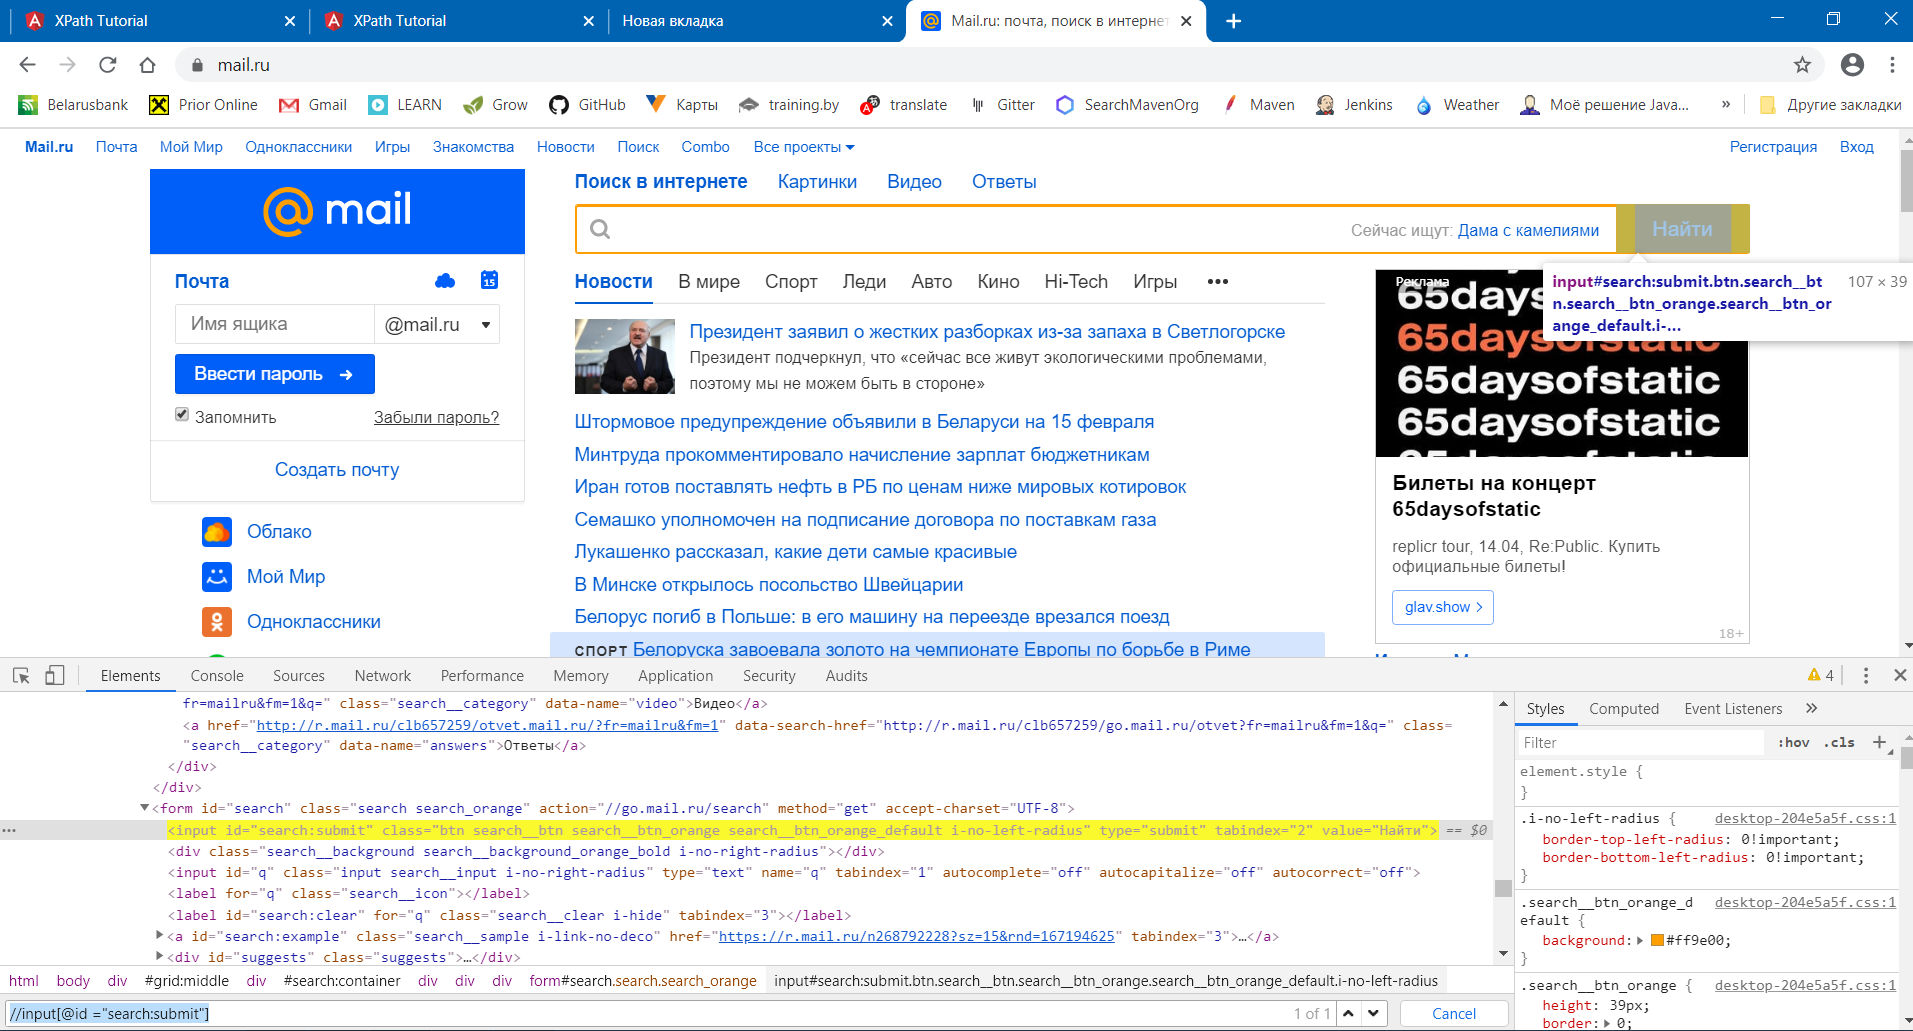 XPath Tutorial
XPath Tutorial
Новая вкладка
Mail.ru: почта, поиск в интернет
mail.ru
Belarusbank
Prior Online
Gmail
LEARN
Grow
GitHub
Карты
training.by
translate
Gitter
SearchMavenOrg
Maven
Jenkins
Weather
Моё решение Java...
»
Другие закладки
Mail.ru Почта Мой Мир Одноклассники Игры Знакомства Новости Поиск Combo Все проекты
Регистрация Вход
@mail
Почта
15
Имя ящика
@mail.ru
Ввести пароль →
Запомнить
Забыли пароль?
Создать почту
Облако
Мой Мир
Одноклассники
Поиск в интернете Картинки Видео Ответы
Сейчас ищут: Дама с камелиями
Найти
Новости В мире Спорт Леди Авто Кино Hi-Tech Игры •••
Президент заявил о жестких разборках из-за запаха в Светлогорске
Президент подчеркнул, что «сейчас все живут экологическими проблемами,
поэтому мы не можем быть в стороне»
Штормовое предупреждение объявили в Беларуси на 15 февраля
Минтруда прокомментировало начисление зарплат бюджетникам
Иран готов поставлять нефть в РБ по ценам ниже мировых котировок
Семашко уполномочен на подписание договора по поставкам газа
Лукашенко рассказал, какие дети самые красивые
В Минске открылось посольство Швейцарии
Белорус погиб в Польше: в его машину на переезде врезался поезд
СПОРТ Белоруска завоевала золото на чемпионате Европы по борьбе в Риме
input#search:submit.btn.search__bt
n.search__btn_orange.search__btn_or
ange_default.i-...
107 × 39
Реклама
65daysofstatic
65daysofstatic
65daysofstatic
65daysofstatic
Билеты на концерт
65daysofstatic
replicr tour, 14.04, Re:Public. Купить
официальные билеты!
glav.show >
18+
Elements Console Sources Network Performance Memory Application Security Audits
4
fr=mailru&fm=1&q=" class="search__category" data-name="video">Видео</a>
<a href="http://r.mail.ru/clb657259/otvet.mail.ru/?fr=mailru&fm=1" data-search-href="http://r.mail.ru/clb657259/go.mail.ru/otvet?fr=mailru&fm=1&q=" class=
"search__category" data-name="answers">Ответы</a>
</div>
</div>
<form id="search" class="search search_orange" action="//go.mail.ru/search" method="get" accept-charset="UTF-8">
... <input id="search:submit" class="btn search__btn search__btn_orange search__btn_orange_default i-no-left-radius" type="submit" tabindex="2" value="Найти"> == $0
<div class="search__background search__background_orange_bold i-no-right-radius"></div>
<input id="q" class="input search__input i-no-right-radius" type="text" name="q" tabindex="1" autocomplete="off" autocapitalize="off" autocorrect="off">
<label for="q" class="search__icon"></label>
<label id="search:clear" for="q" class="search__clear i-hide" tabindex="3"></label>
<a id="search:example" class="search__sample i-link-no-deco" href="https://r.mail.ru/n268792228?sz=15&rnd=167194625" tabindex="3">…</a>
<div id="suggests" class="suggests">…</div>
html body div #grid:middle div #search:container div div div form#search.search.search_orange input#search:submit.btn.search__btn.search__btn_orange.search__btn_orange_default.i-no-left-radius
//input[@id ="search:submit"]
1 of 1
Cancel
Styles Computed Event Listeners »
Filter
:hov .cls +
element.style {
}
.i-no-left-radius { desktop-204e5a5f.css:1
border-top-left-radius: 0!important;
border-bottom-left-radius: 0!important;
}
.search__btn_orange_d desktop-204e5a5f.css:1
efault {
background: #ff9e00;
}
.search__btn_orange { desktop-204e5a5f.css:1
height: 39px;
border: 0;